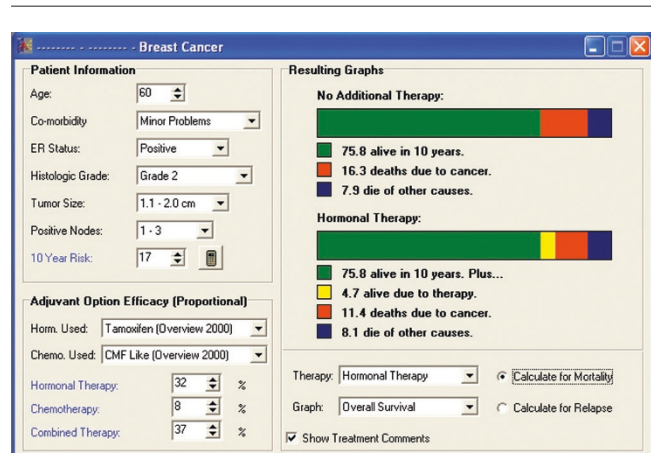 -------- - -------- - Breast Cancer
Patient Information
Age: 60
Co-morbidity Minor Problems
ER Status: Positive
Histologic Grade: Grade 2
Tumor Size: 1.1 - 2.0 cm
Positive Nodes: 1 - 3
10 Year Risk: 17
Adjuvant Option Efficacy (Proportional)
Horm. Used: Tamoxifen (Overview 2000)
Chemo. Used: CMF Like (Overview 2000)
Hormonal Therapy: 32 %
Chemotherapy: 8 %
Combined Therapy: 37 %
Resulting Graphs
No Additional Therapy:
75.8 alive in 10 years.
16.3 deaths due to cancer.
7.9 die of other causes.
Hormonal Therapy:
75.8 alive in 10 years. Plus...
4.7 alive due to therapy.
11.4 deaths due to cancer.
8.1 die of other causes.
Therapy: Hormonal Therapy Calculate for Mortality
Graph: Overall Survival Calculate for Relapse
Show Treatment Comments